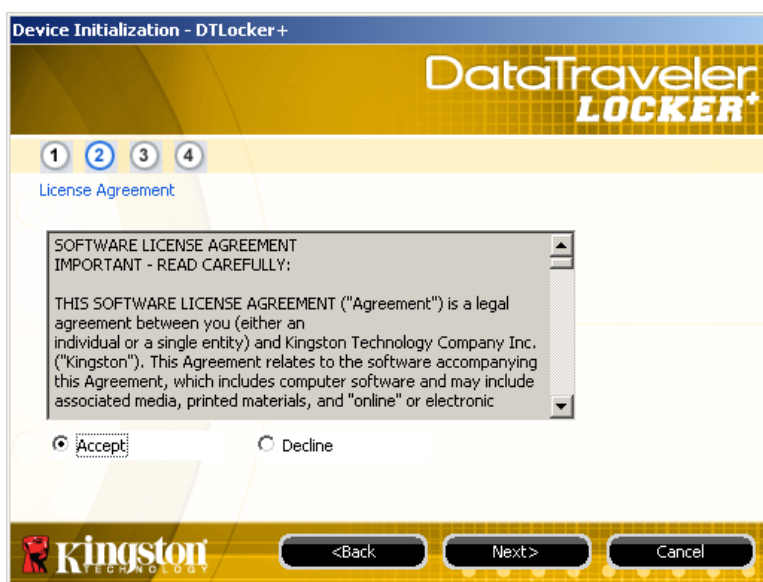 Device Initialization - DTLocker+
DataTraveler
LOCKER+
1 2 3 4
License Agreement
SOFTWARE LICENSE AGREEMENT
IMPORTANT - READ CAREFULLY:
THIS SOFTWARE LICENSE AGREEMENT ("Agreement") is a legal
agreement between you (either an
individual or a single entity) and Kingston Technology Company Inc.
("Kingston"). This Agreement relates to the software accompanying
this Agreement, which includes computer software and may include
associated media, printed materials, and "online" or electronic
Accept Decline
Kingston
TECHNOLOGY
<Back Next> Cancel